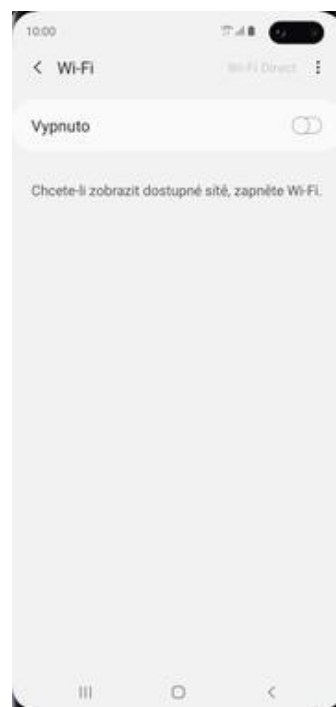 10:00
Wi-Fi
Wi-Fi Direct
Vypnuto
Chcete-li zobrazit dostupné sítě, zapněte Wi-Fi.